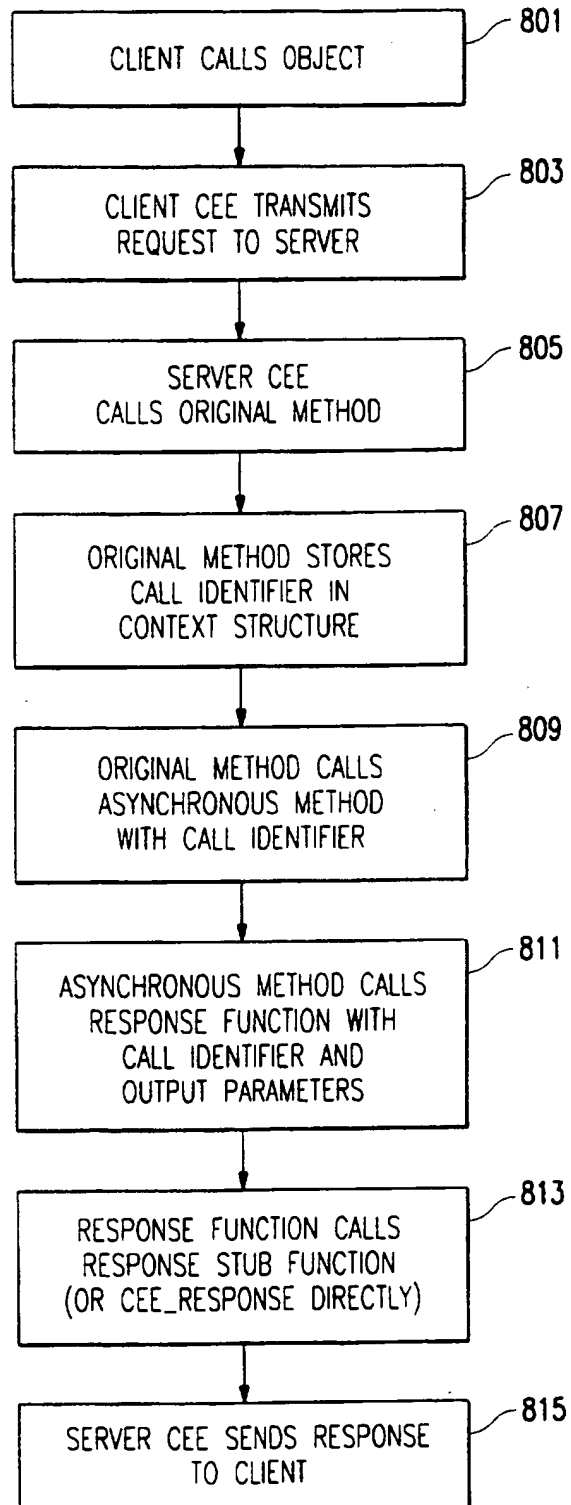 801
CLIENT CALLS OBJECT
803
CLIENT CEE TRANSMITS
REQUEST TO SERVER
805
SERVER CEE
CALLS ORIGINAL METHOD
807
ORIGINAL METHOD STORES
CALL IDENTIFIER IN
CONTEXT STRUCTURE
809
ORIGINAL METHOD CALLS
ASYNCHRONOUS METHOD
WITH CALL IDENTIFIER
811
ASYNCHRONOUS METHOD CALLS
RESPONSE FUNCTION WITH
CALL IDENTIFIER AND
OUTPUT PARAMETERS
813
RESPONSE FUNCTION CALLS
RESPONSE STUB FUNCTION
(OR CEE_RESPONSE DIRECTLY)
815
SERVER CEE SENDS RESPONSE
TO CLIENT